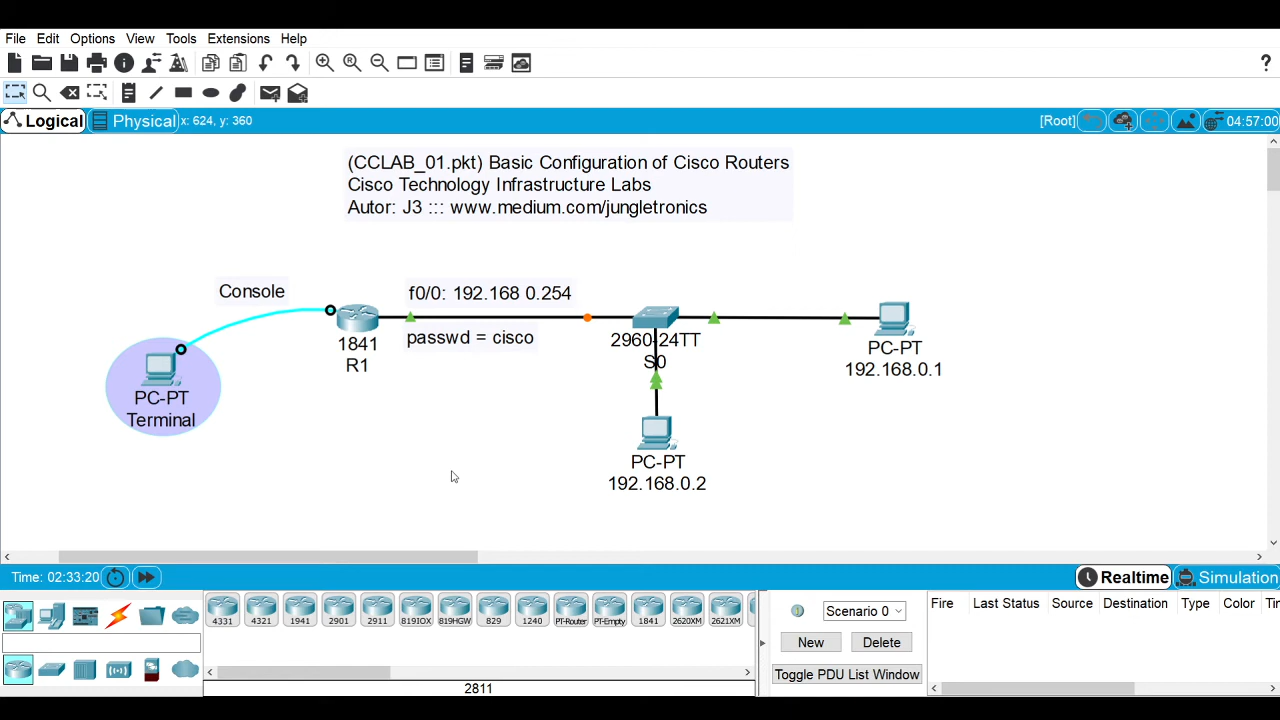 File Edit Options View Tools Extensions Help
?
Logical Physical x: 624, y: 360 [Root] 04:57:00
(CCLAB_01.pkt) Basic Configuration of Cisco Routers
Cisco Technology Infrastructure Labs
Autor: J3 ::: www.medium.com/jungletronics
Console
f0/0: 192.168 0.254
passwd = cisco
1841
R1
2960-24TT
S0
PC-PT
192.168.0.1
PC-PT
Terminal
PC-PT
192.168.0.2
Time: 02:33:20 Realtime Simulation
4331 4321 1941 2901 2911 819IOX 819HGW 829 1240 PT-Router PT-Empty 1841 2620XM 2621XM
2811
Scenario 0
New Delete
Toggle PDU List Window
Fire Last Status Source Destination Type Color Tir